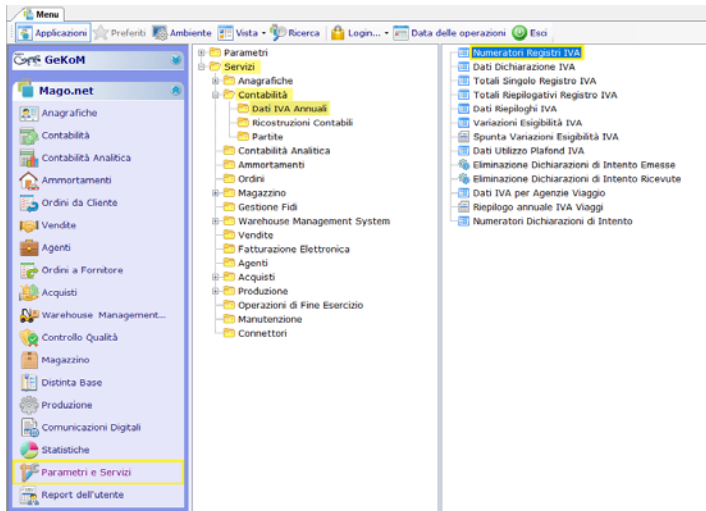 Menu
Applicazioni Preferiti Ambiente Vista Ricerca Login... Data delle operazioni Esci
GeKoM
Mago.net
Anagrafiche
Contabilità
Contabilità Analitica
Ammortamenti
Ordini da Cliente
Vendite
Agenti
Ordini a Fornitore
Acquisti
Warehouse Management...
Controllo Qualità
Magazzino
Distinta Base
Produzione
Comunicazioni Digitali
Statistiche
Parametri e Servizi
Report dell'utente
Parametri
Servizi
Anagrafiche
Contabilità
Dati IVA Annuali
Ricostruzioni Contabili
Partite
Contabilità Analitica
Ammortamenti
Ordini
Magazzino
Gestione Fidi
Warehouse Management System
Vendite
Fatturazione Elettronica
Agenti
Acquisti
Produzione
Operazioni di Fine Esercizio
Manutenzione
Connettori
Numeratori Registri IVA
Dati Dichiarazione IVA
Totali Singolo Registro IVA
Totali Riepilogativi Registro IVA
Dati Riepiloghi IVA
Variazioni Esigibilità IVA
Spunta Variazioni Esigibilità IVA
Dati Utilizzo Plafond IVA
Eliminazione Dichiarazioni di Intento Emesse
Eliminazione Dichiarazioni di Intento Ricevute
Dati IVA per Agenzie Viaggio
Riepilogo annuale IVA Viaggi
Numeratori Dichiarazioni di Intento